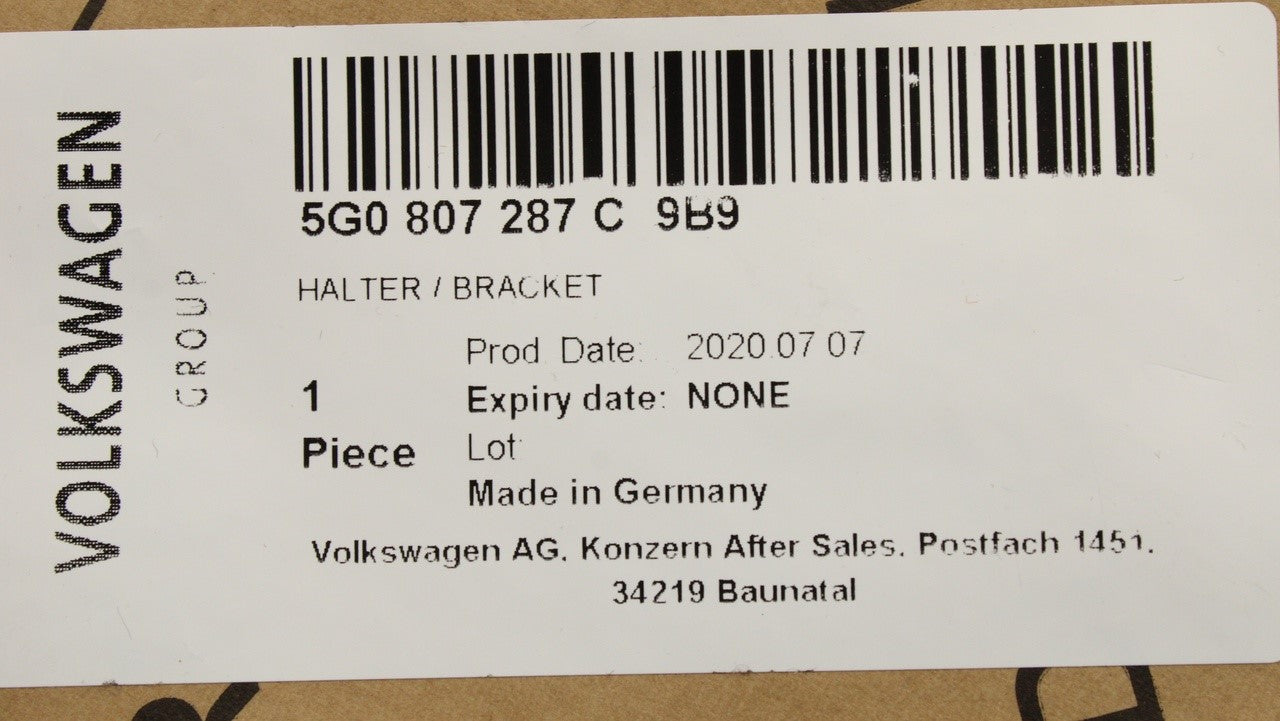 VOLKSWAGEN
GROUP
5G0 807 287 C 9B9
HALTER / BRACKET
Prod. Date: 2020.07.07
1
Expiry date: NONE
Piece
Lot:
Made in Germany
Volkswagen AG, Konzern After Sales, Postfach 1451,
34219 Baunatal